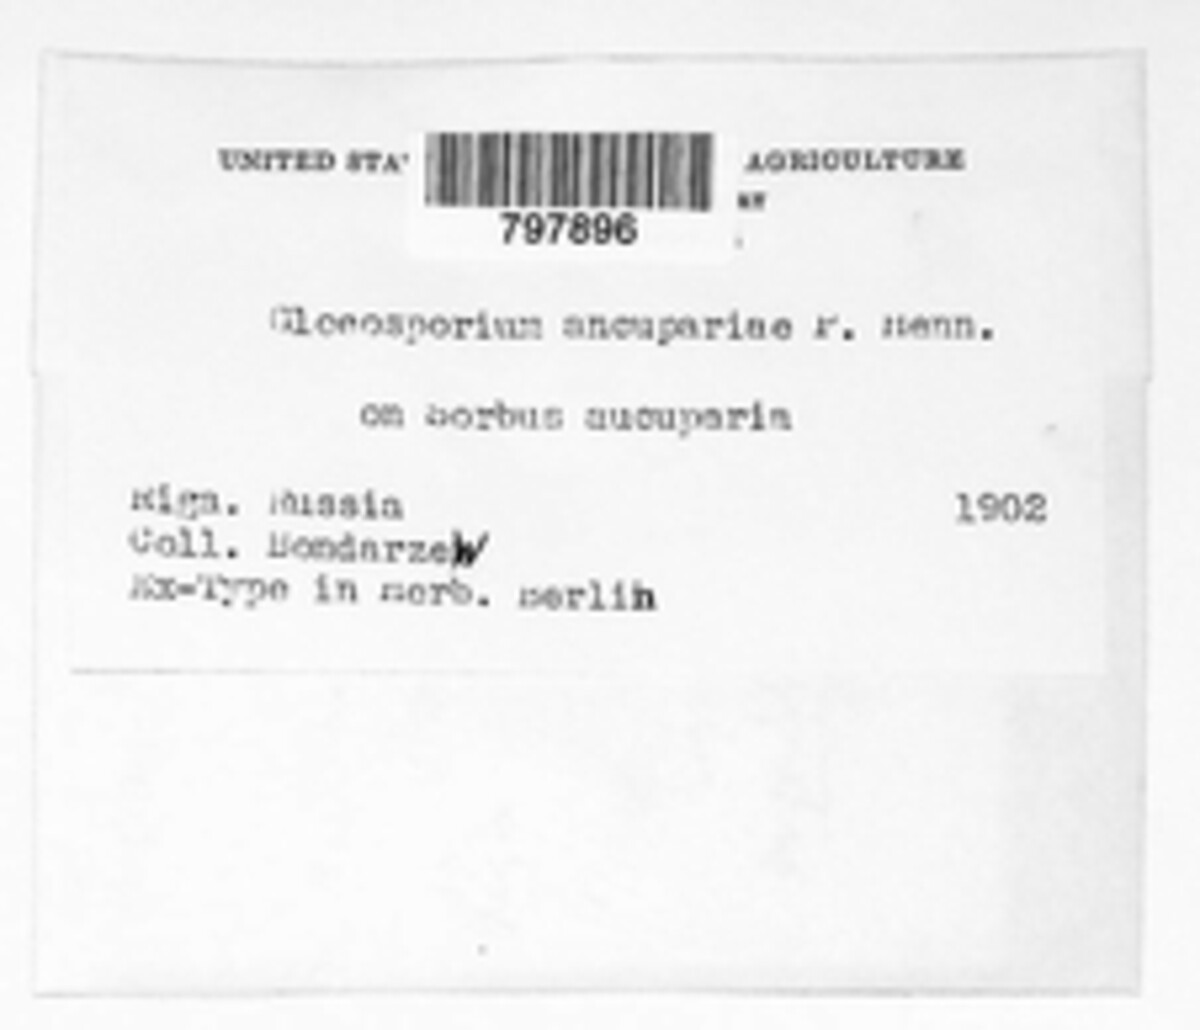 UNITED STA AGRICULTURE
797896
Gloeosporium ancupariae P. Henn.
on Sorbus aucuparia
Riga. Russia 1902
Coll. Bondarzew
Ex-Type in Herb. Berlin